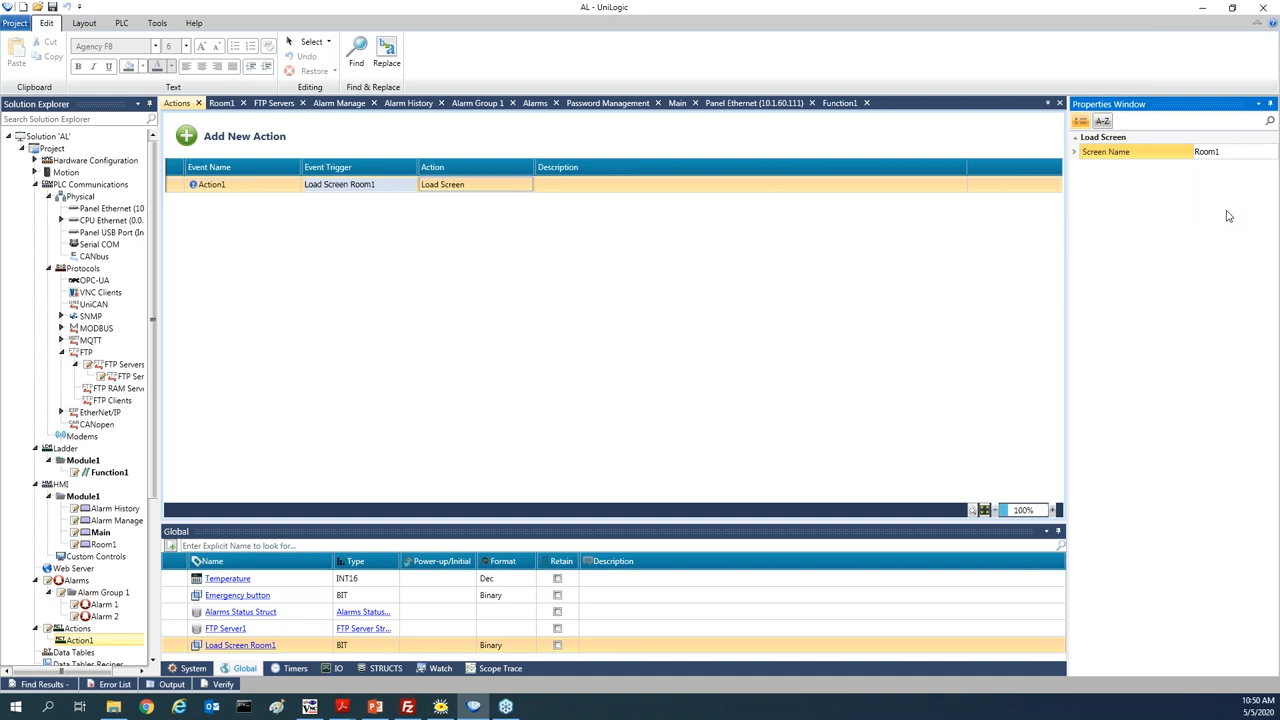 AL - UniLogic
Project Edit Layout PLC Tools Help
Paste Cut Copy Clipboard
Agency FB 6 Text
Select Undo Restore Editing
Find Replace Find & Replace
Solution Explorer
Search Solution Explorer
Solution 'AL'
Project
Hardware Configuration
Motion
PLC Communications
Physical
Panel Ethernet (10
CPU Ethernet (0.0.
Panel USB Port (In
Serial COM
CANbus
Protocols
OPC-UA
VNC Clients
UniCAN
SNMP
MODBUS
MQTT
FTP
FTP Servers
FTP Ser
FTP RAM Serve
FTP Clients
EtherNet/IP
CANopen
Modems
Ladder
Module1
Function1
HMI
Module1
Alarm History
Alarm Manage
Main
Room1
Custom Controls
Web Server
Alarms
Alarm Group 1
Alarm 1
Alarm 2
Actions
Action1
Data Tables
Data Tables Recipes
Actions Room1 FTP Servers Alarm Manage Alarm History Alarm Group 1 Alarms Password Management Main Panel Ethernet (10.1.60.111) Function1
Add New Action
Event Name Event Trigger Action Description
Action1 Load Screen Room1 Load Screen
100%
Global
Enter Explicit Name to look for...
Name Type Power-up/Initial Format Retain Description
Temperature INT16 Dec
Emergency button BIT Binary
Alarms Status Struct Alarms Status...
FTP Server1 FTP Server Str...
Load Screen Room1 BIT Binary
System Global Timers IO STRUCTS Watch Scope Trace
Properties Window
A-Z
Load Screen
Screen Name Room1
Find Results - Error List Output Verify
10:50 AM
5/5/2020